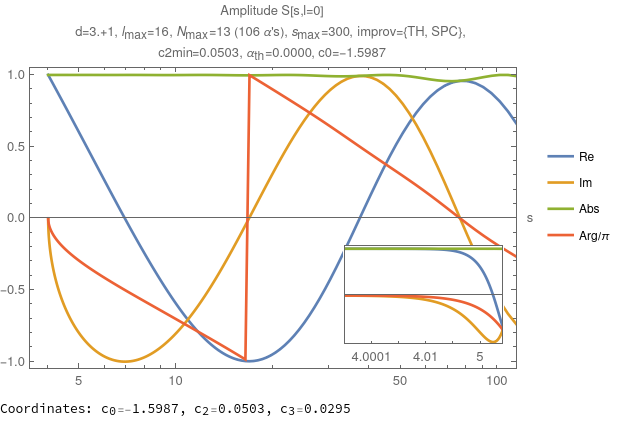 Amplitude S[s,l=0]
d=3.+1, lmax=16, Nmax=13 (106 α's), smax=300, improv={TH, SPC},
c2min=0.0503, αth=0.0000, c0=-1.5987
1.0
0.5
0.0
-0.5
-1.0
s
4.0001 4.01 5
5 10 50 100
Re
Im
Abs
Arg/π
Coordinates: c0=-1.5987, c2=0.0503, c3=0.0295